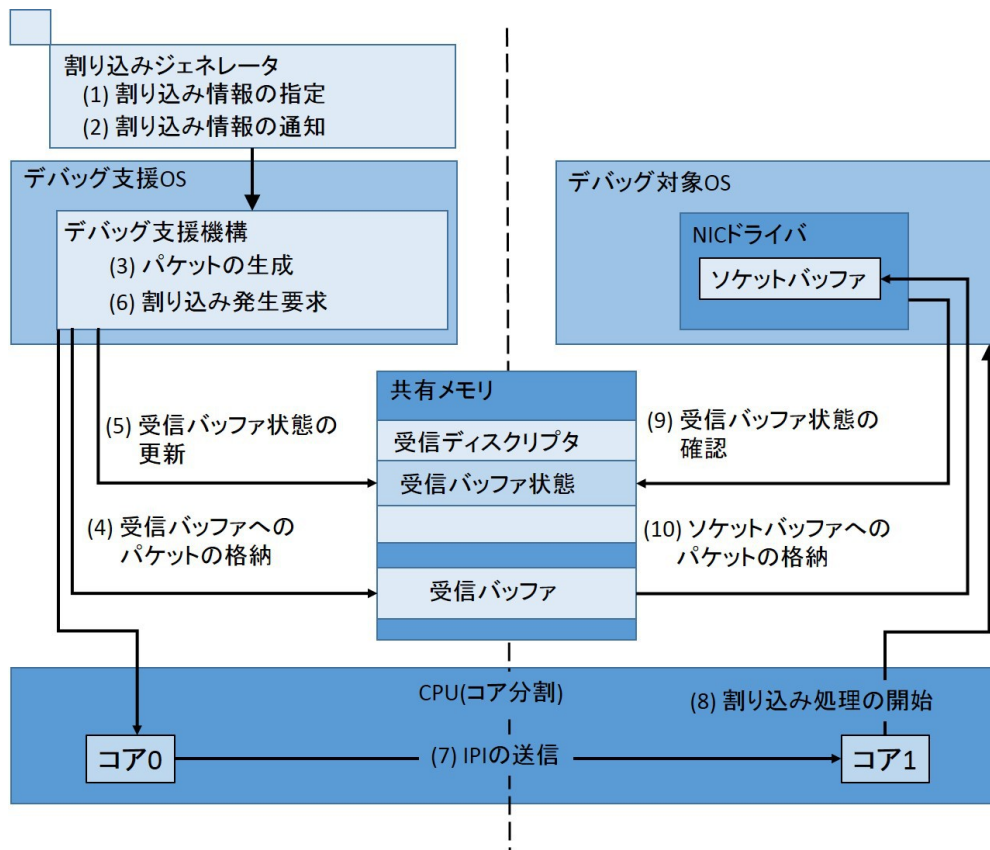 割り込みジェネレータ
(1) 割り込み情報の指定
(2) 割り込み情報の通知
デバッグ支援OS
デバッグ支援機構
(3) パケットの生成
(6) 割り込み発生要求
デバッグ対象OS
NICドライバ
ソケットバッファ
共有メモリ
受信ディスクリプタ
受信バッファ状態
受信バッファ
(5) 受信バッファ状態の
更新
(4) 受信バッファへの
パケットの格納
(9) 受信バッファ状態の
確認
(10) ソケットバッファへの
パケットの格納
CPU(コア分割)
(8) 割り込み処理の開始
コア0
(7) IPIの送信
コア1